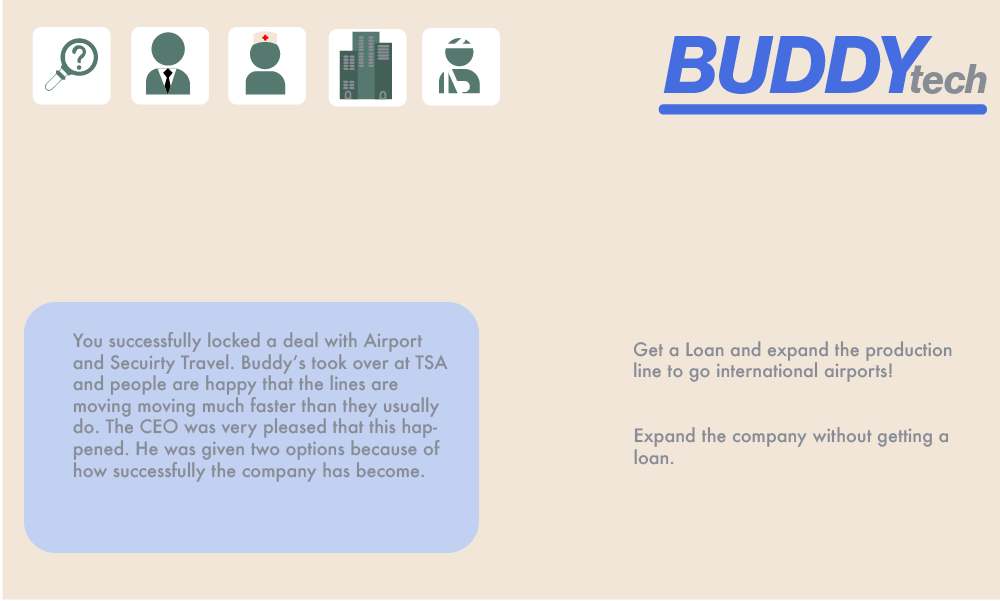 ?
BUDDYtech
You successfully locked a deal with Airport
and Secuirty Travel. Buddy's took over at TSA
and people are happy that the lines are
moving moving much faster than they usually
do. The CEO was very pleased that this hap-
pened. He was given two options because of
how successfully the company has become.
Get a Loan and expand the production
line to go international airports!
Expand the company without getting a
loan.